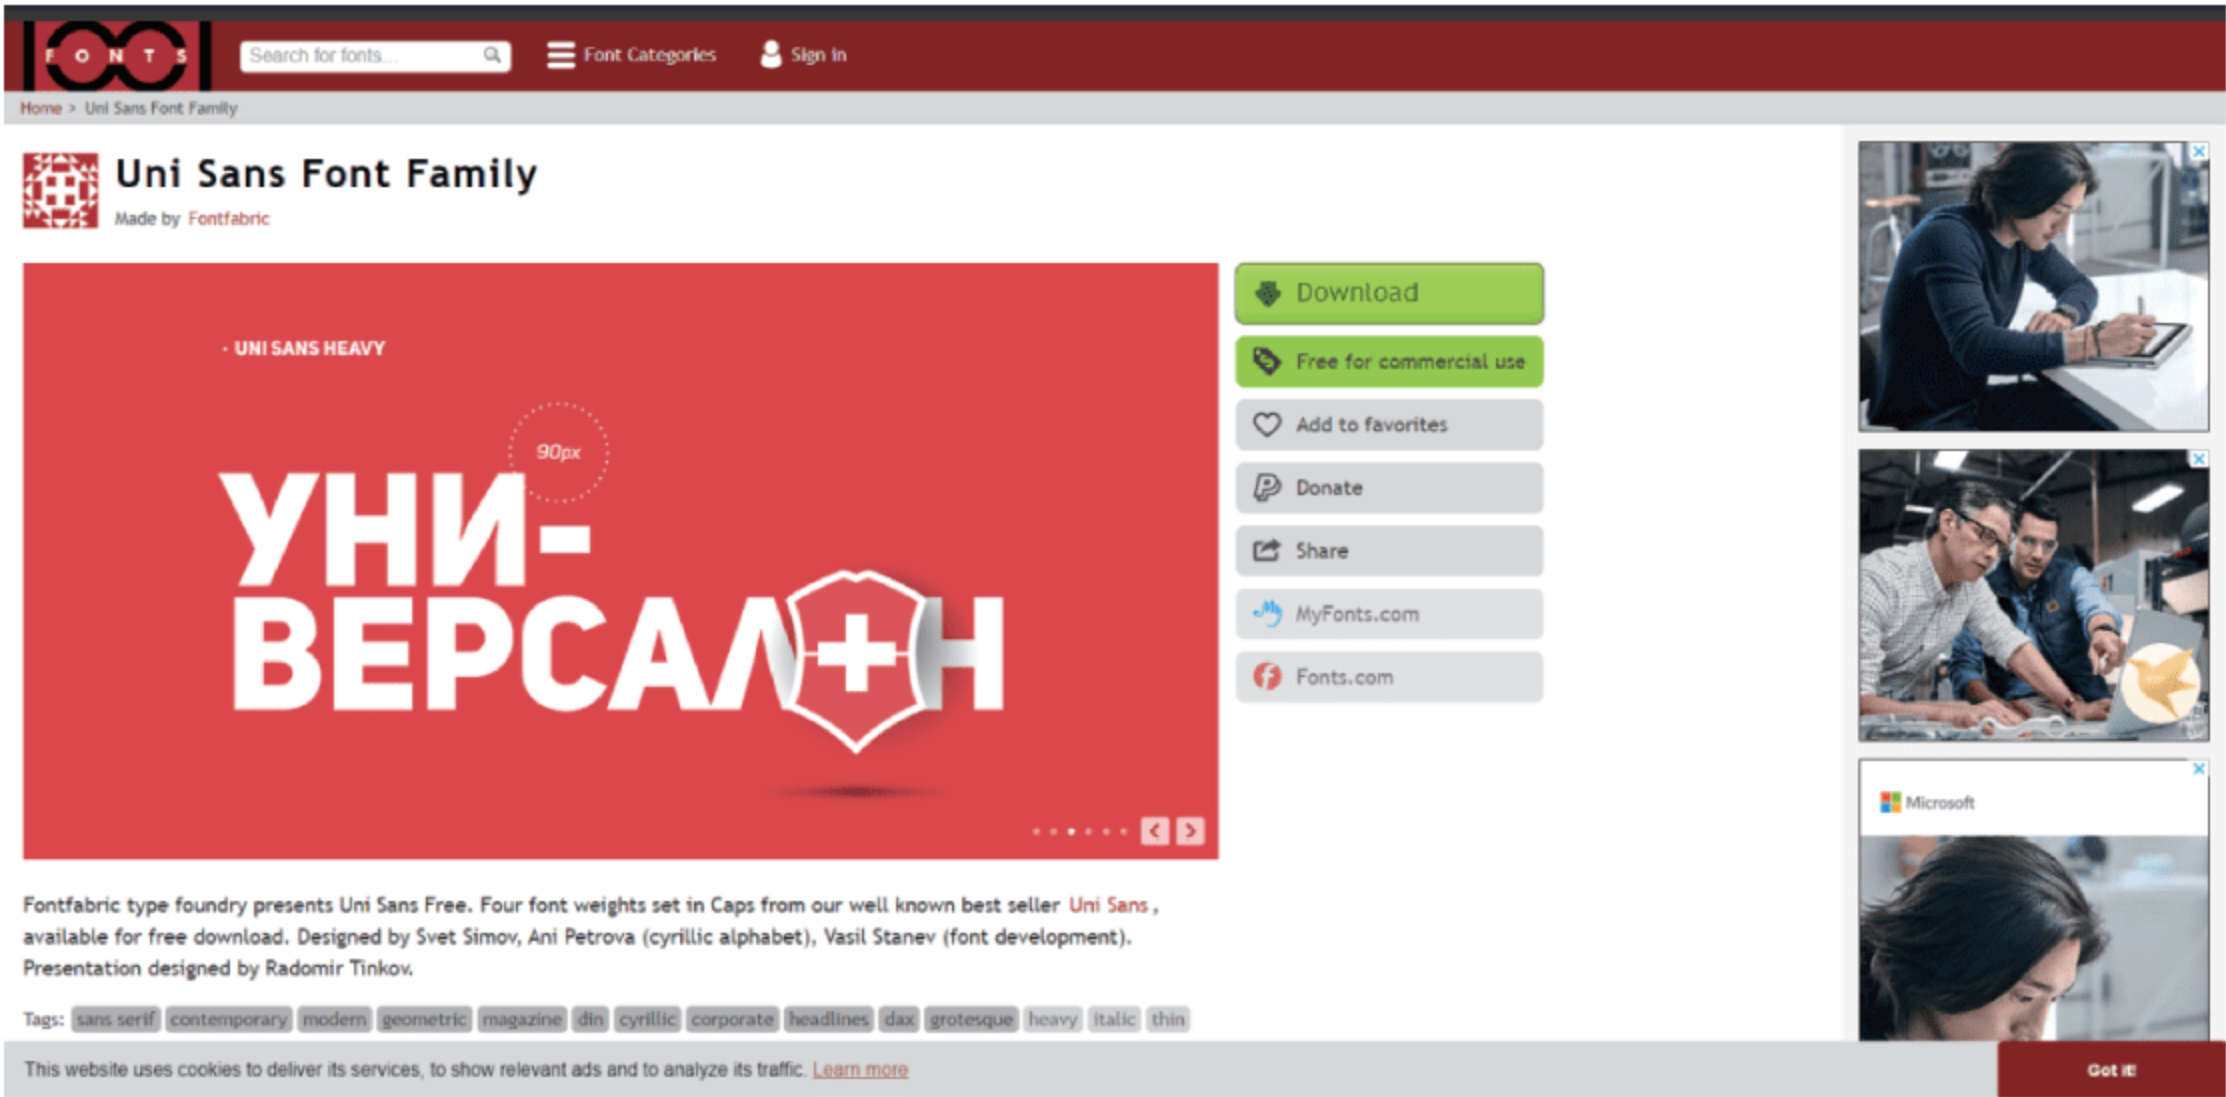 FONTS
Search for fonts...
Font Categories
Sign in
Home > Uni Sans Font Family
Uni Sans Font Family
Made by Fontfabric
- UNI SANS HEAVY
90px
УНИ-
ВЕРСАЛ+Н
Download
Free for commercial use
Add to favorites
Donate
Share
MyFonts.com
Fonts.com
Microsoft
Fontfabric type foundry presents Uni Sans Free. Four font weights set in Caps from our well known best seller Uni Sans ,
available for free download. Designed by Svet Simov, Ani Petrova (cyrillic alphabet), Vasil Stanev (font development).
Presentation designed by Radomir Tinkov.
Tags: sans serif contemporary modern geometric magazine din cyrillic corporate headlines dax grotesque heavy italic thin
This website uses cookies to deliver its services, to show relevant ads and to analyze its traffic. Learn more
Got it!